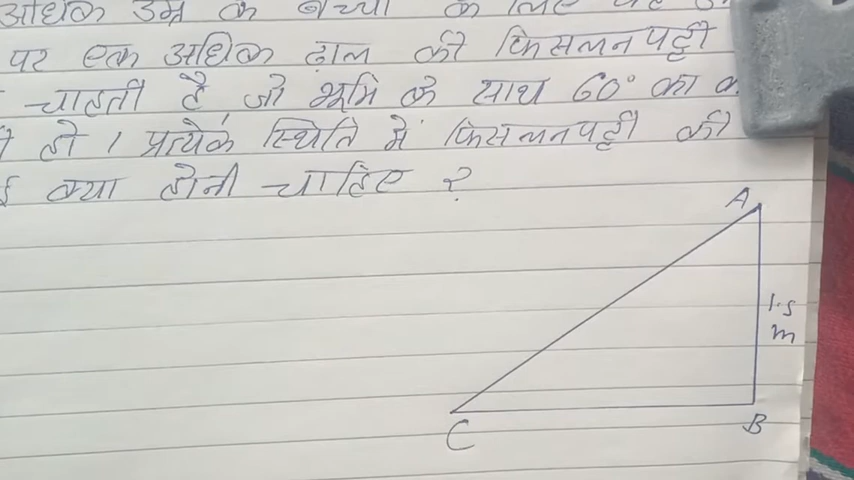 अधिक उम्र के बच्चों के लिए
पर एक अधिक ढाल की फिसलनपट्टी
चाहती है जो भूमि के साथ 60° का
हो । प्रत्येक स्थिति में फिसलनपट्टी की
क्या होनी चाहिए ?
A
1.5
m
C
B